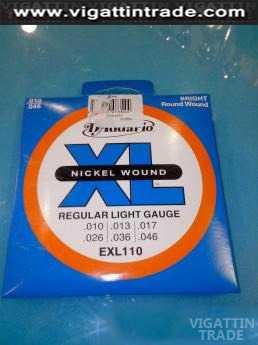 www.vigattintrade.com
.010
.046
BRIGHT
Round Wound
XL
NICKEL WOUND
REGULAR LIGHT GAUGE
.010 .013 .017
.026 .036 .046
EXL110
VIGATTIN
TRADE